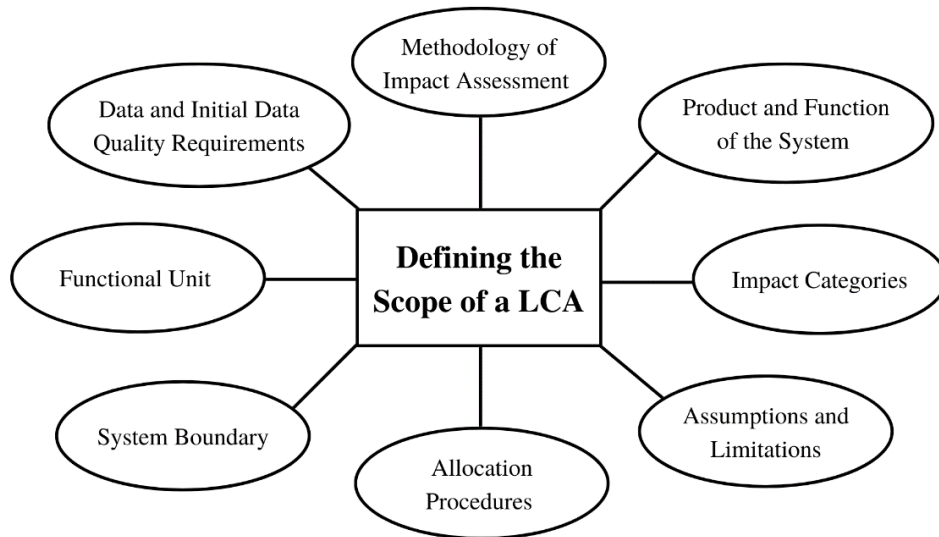 Methodology of
Impact Assessment
Data and Initial Data
Quality Requirements
Product and Function
of the System
Defining the
Scope of a LCA
Functional Unit
Impact Categories
System Boundary
Allocation
Procedures
Assumptions and
Limitations